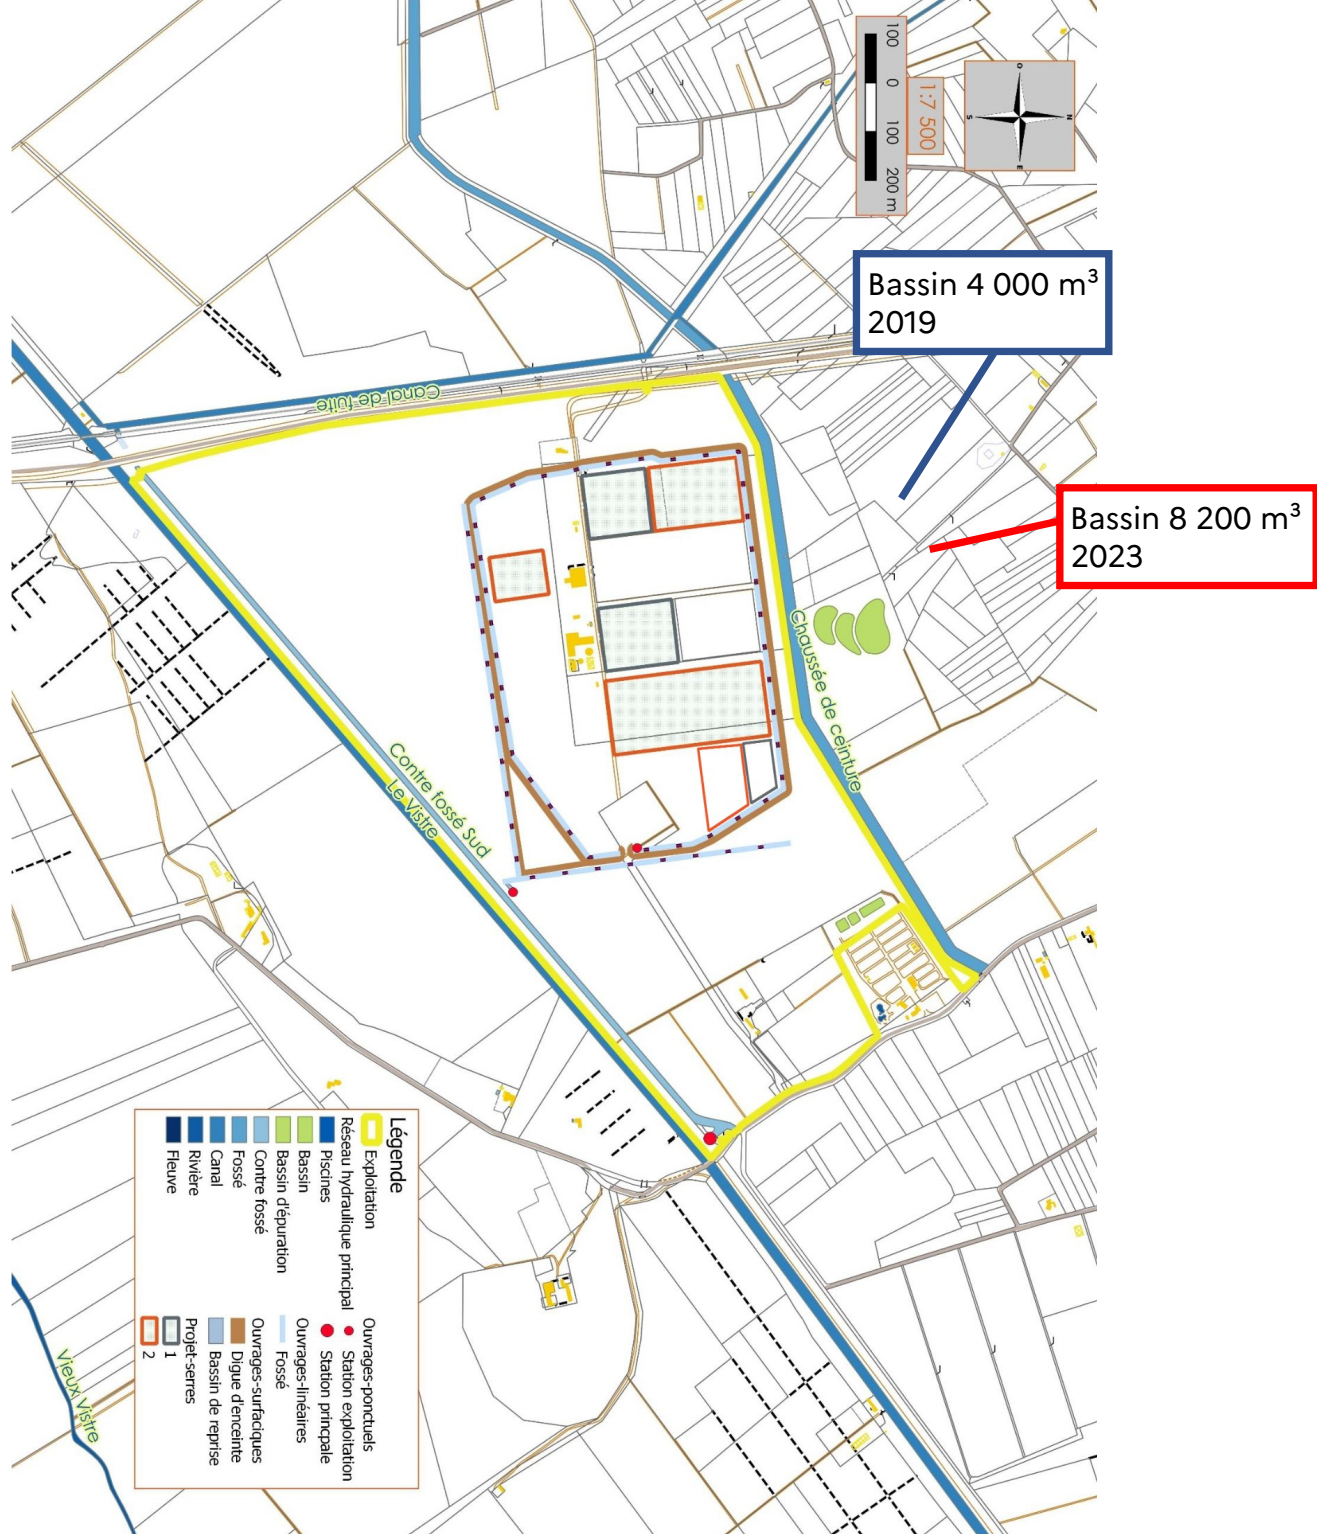 100 0 100 200 m
1:7 500
O
N
S
E
Bassin 4 000 m³
2019
Bassin 8 200 m³
2023
Canal de fuite
Chaussée de ceinture
Contre fossé Sud
Le Vistre
Vieux Vistre
Légende
Exploitation
Réseau hydraulique principal
Piscines
Bassin
Bassin d'épuration
Contre fossé
Fossé
Canal
Rivière
Fleuve
Ouvrages-ponctuels
Station exploitation
Station princpale
Ouvrages-linéaires
Fossé
Ouvrages-surfaciques
Digue d'enceinte
Bassin de reprise
Projet-serres
1
2